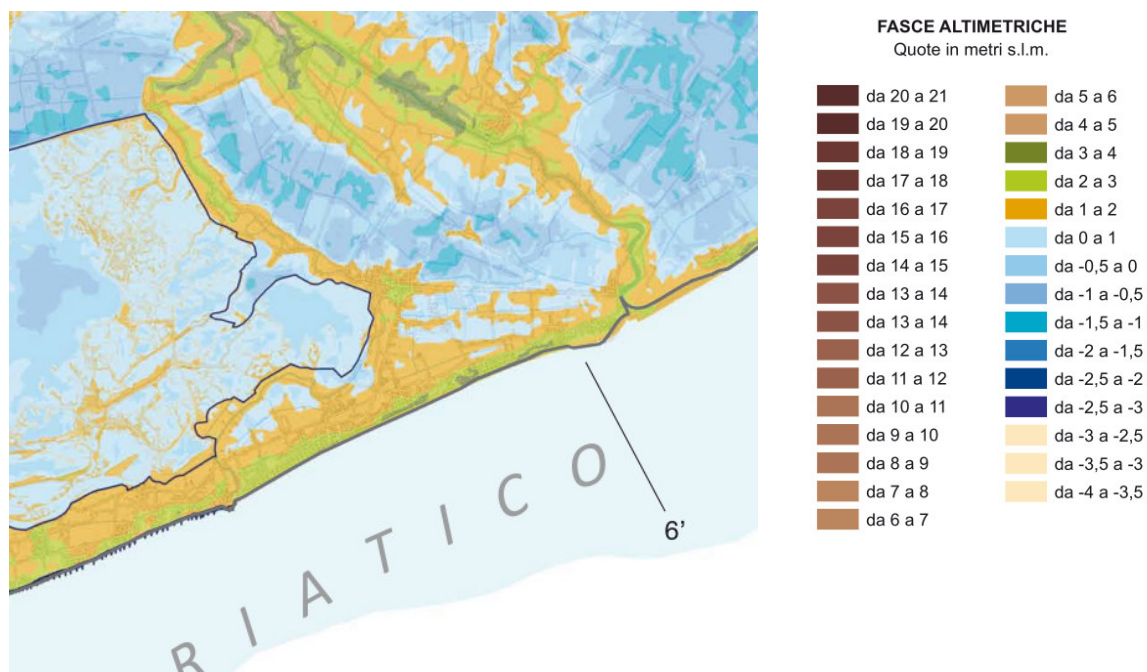 R I A T I C O
6’
FASCE ALTIMETRICHE
Quote in metri s.l.m.
da 20 a 21
da 19 a 20
da 18 a 19
da 17 a 18
da 16 a 17
da 15 a 16
da 14 a 15
da 13 a 14
da 13 a 14
da 12 a 13
da 11 a 12
da 10 a 11
da 9 a 10
da 8 a 9
da 7 a 8
da 6 a 7
da 5 a 6
da 4 a 5
da 3 a 4
da 2 a 3
da 1 a 2
da 0 a 1
da -0,5 a 0
da -1 a -0,5
da -1,5 a -1
da -2 a -1,5
da -2,5 a -2
da -2,5 a -3
da -3 a -2,5
da -3,5 a -3
da -4 a -3,5